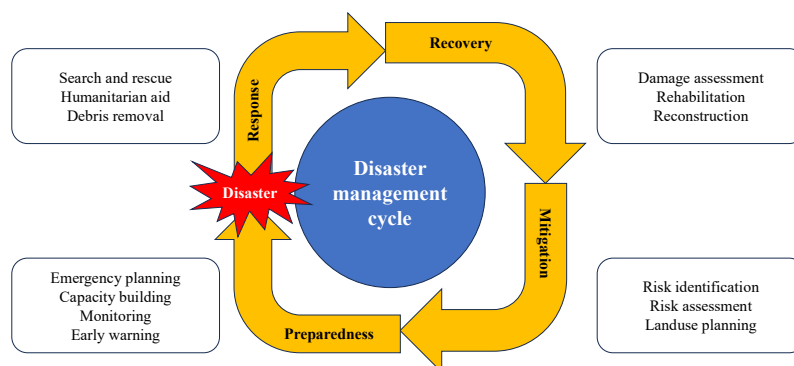 Recovery
Search and rescue
Humanitarian aid
Debris removal
Response
Damage assessment
Rehabilitation
Reconstruction
Disaster
Disaster
management
cycle
Mitigation
Emergency planning
Capacity building
Monitoring
Early warning
Preparedness
Risk identification
Risk assessment
Landuse planning